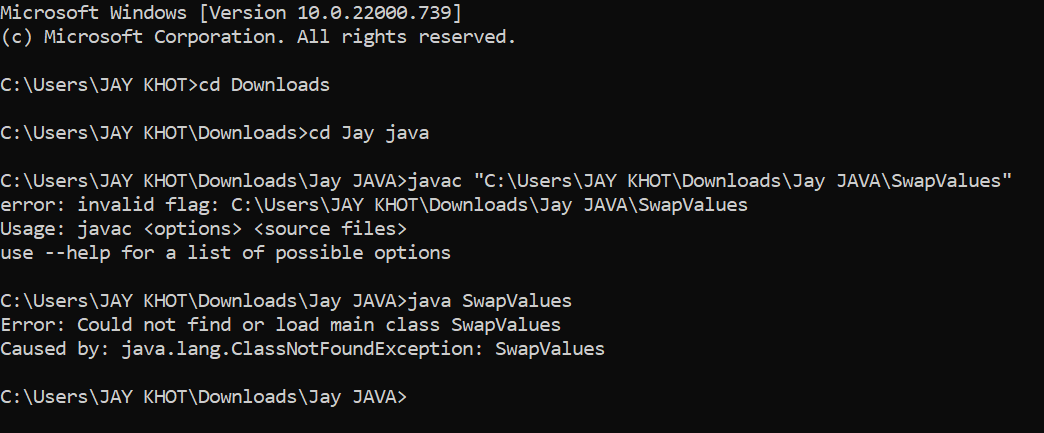 Microsoft Windows [Version 10.0.22000.739]
(c) Microsoft Corporation. All rights reserved.
C:\Users\JAY KHOT>cd Downloads
C:\Users\JAY KHOT\Downloads>cd Jay java
C:\Users\JAY KHOT\Downloads\Jay JAVA>javac "C:\Users\JAY KHOT\Downloads\Jay JAVA\SwapValues"
error: invalid flag: C:\Users\JAY KHOT\Downloads\Jay JAVA\SwapValues
Usage: javac <options> <source files>
use --help for a list of possible options
C:\Users\JAY KHOT\Downloads\Jay JAVA>java SwapValues
Error: Could not find or load main class SwapValues
Caused by: java.lang.ClassNotFoundException: SwapValues
C:\Users\JAY KHOT\Downloads\Jay JAVA>